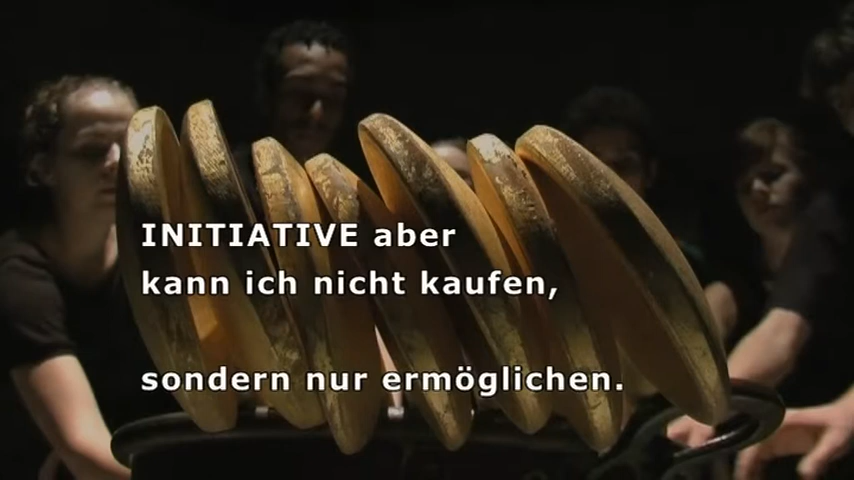 INITIATIVE aber
kann ich nicht kaufen,
sondern nur ermöglichen.